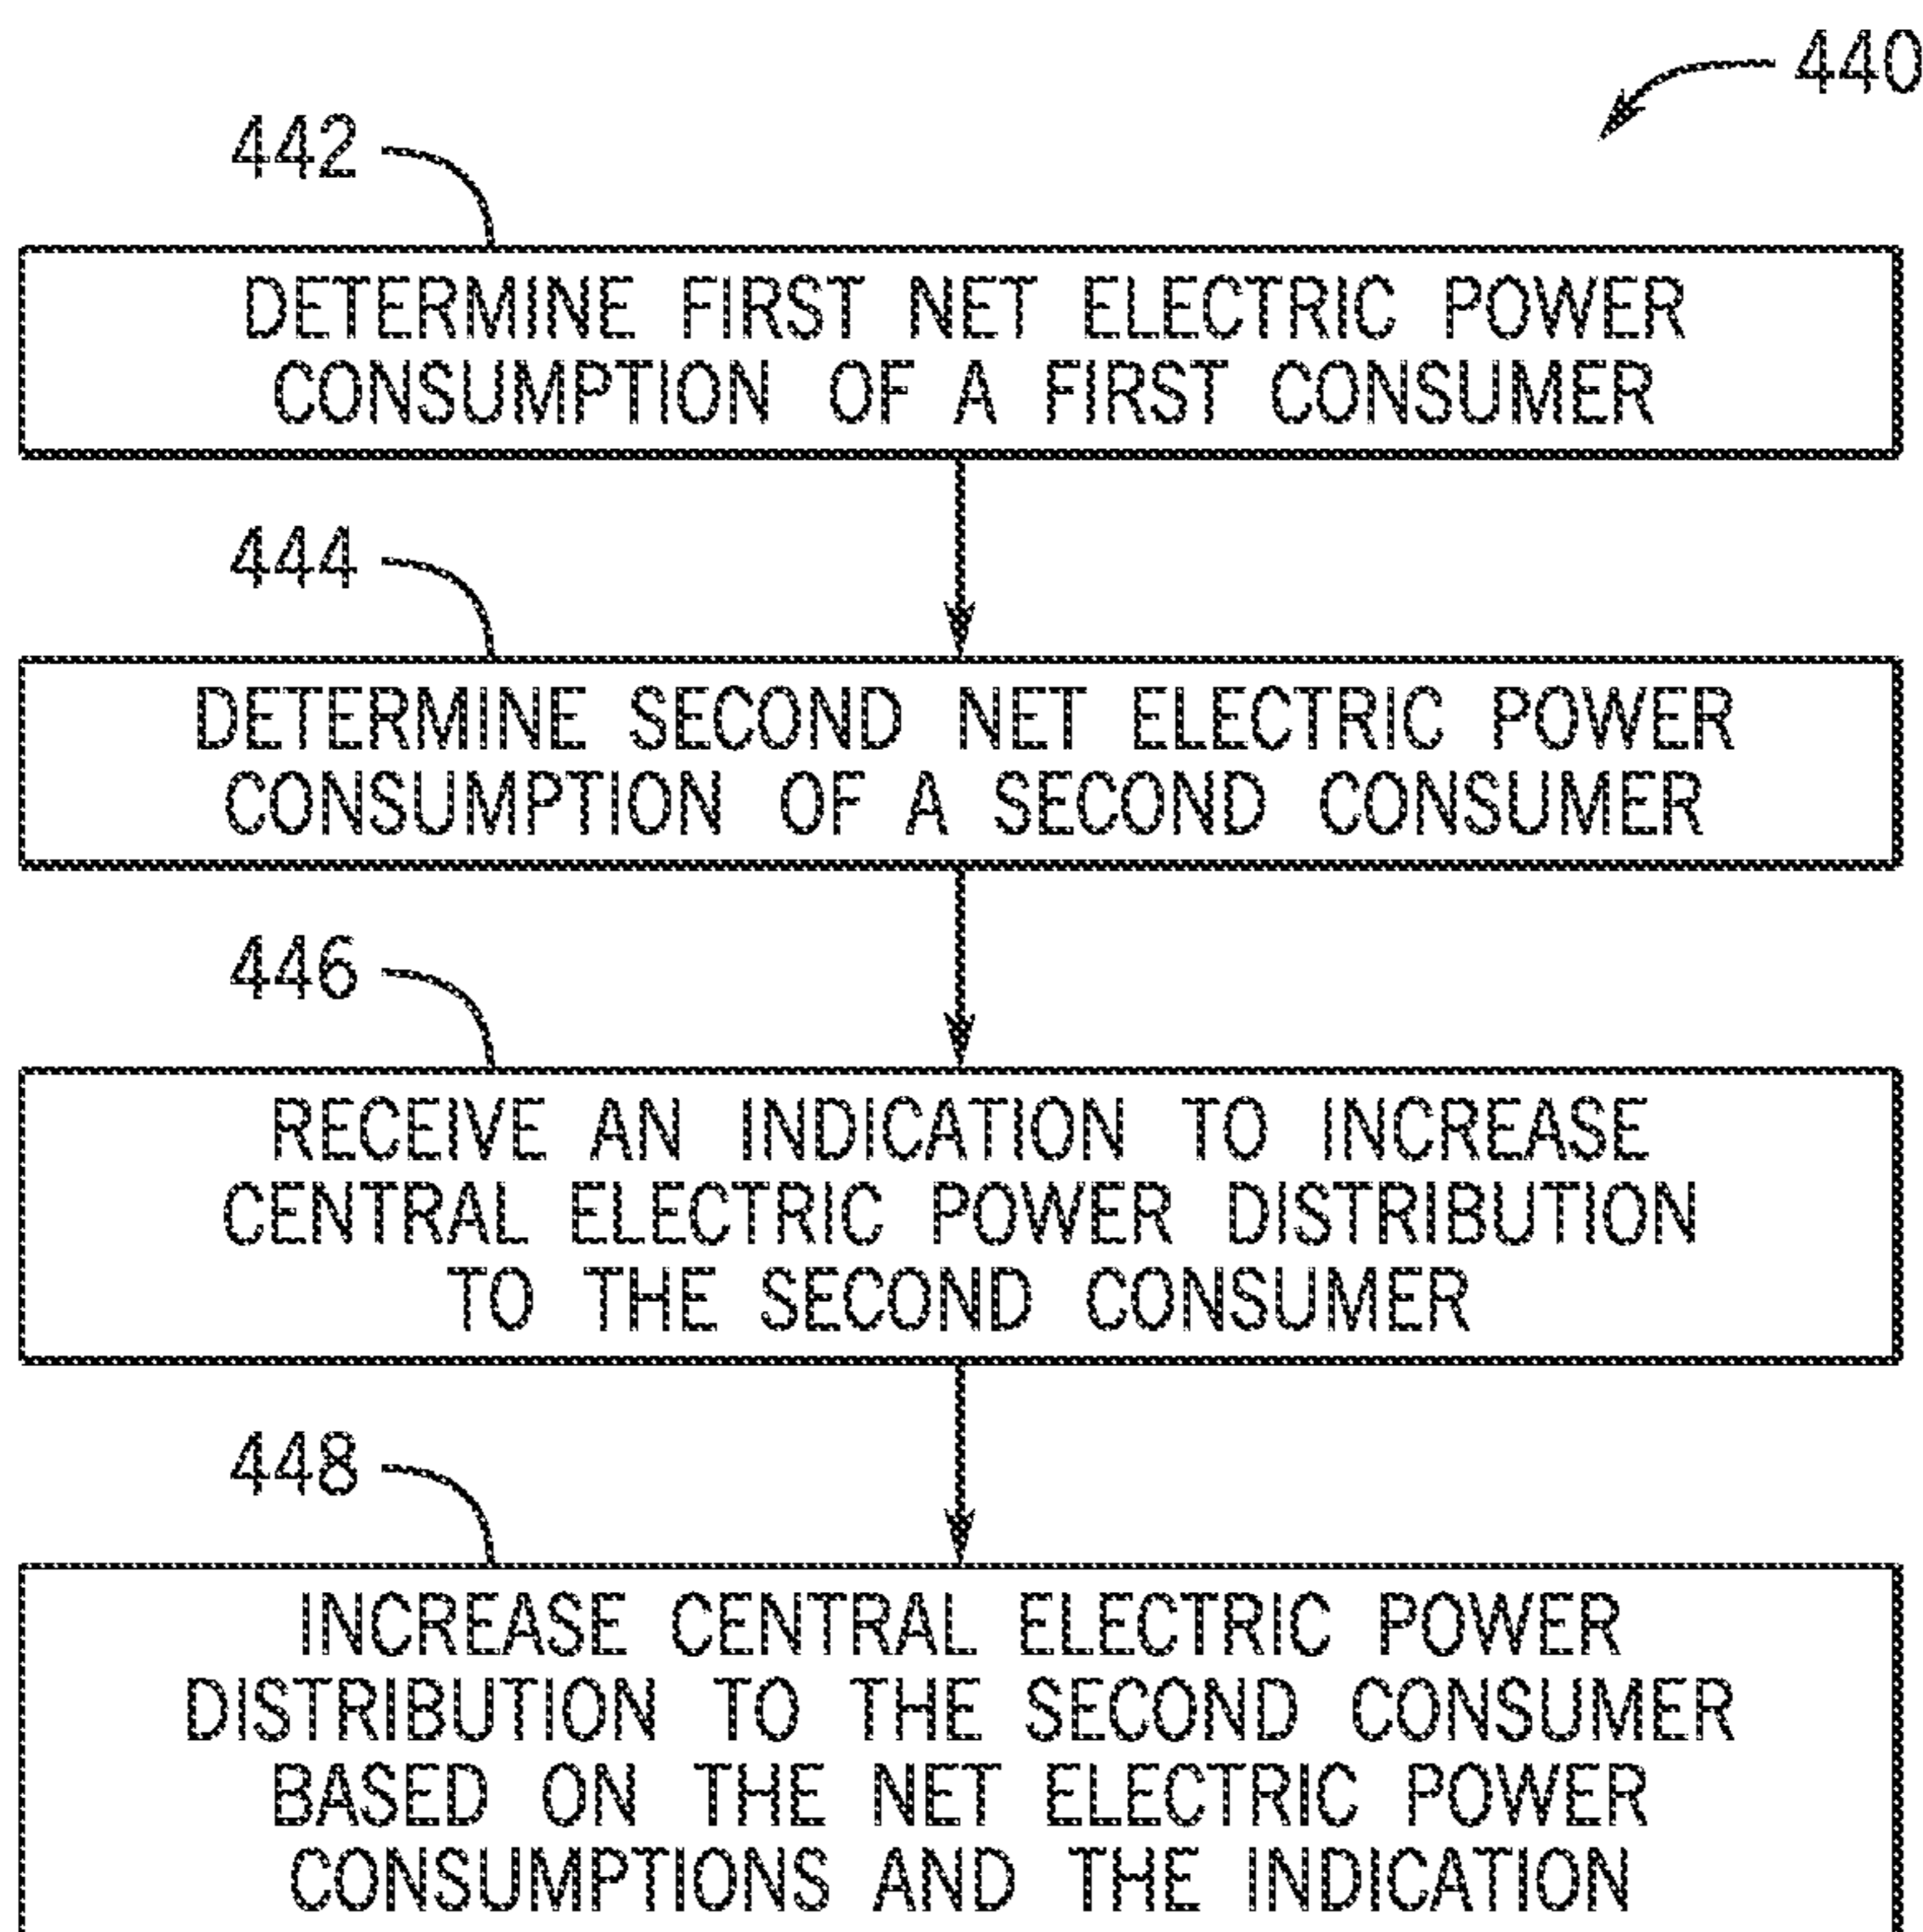 440
442
DETERMINE FIRST NET ELECTRIC POWER
CONSUMPTION OF A FIRST CONSUMER
444
DETERMINE SECOND NET ELECTRIC POWER
CONSUMPTION OF A SECOND CONSUMER
446
RECEIVE AN INDICATION TO INCREASE
CENTRAL ELECTRIC POWER DISTRIBUTION
TO THE SECOND CONSUMER
448
INCREASE CENTRAL ELECTRIC POWER
DISTRIBUTION TO THE SECOND CONSUMER
BASED ON THE NET ELECTRIC POWER
CONSUMPTIONS AND THE INDICATION